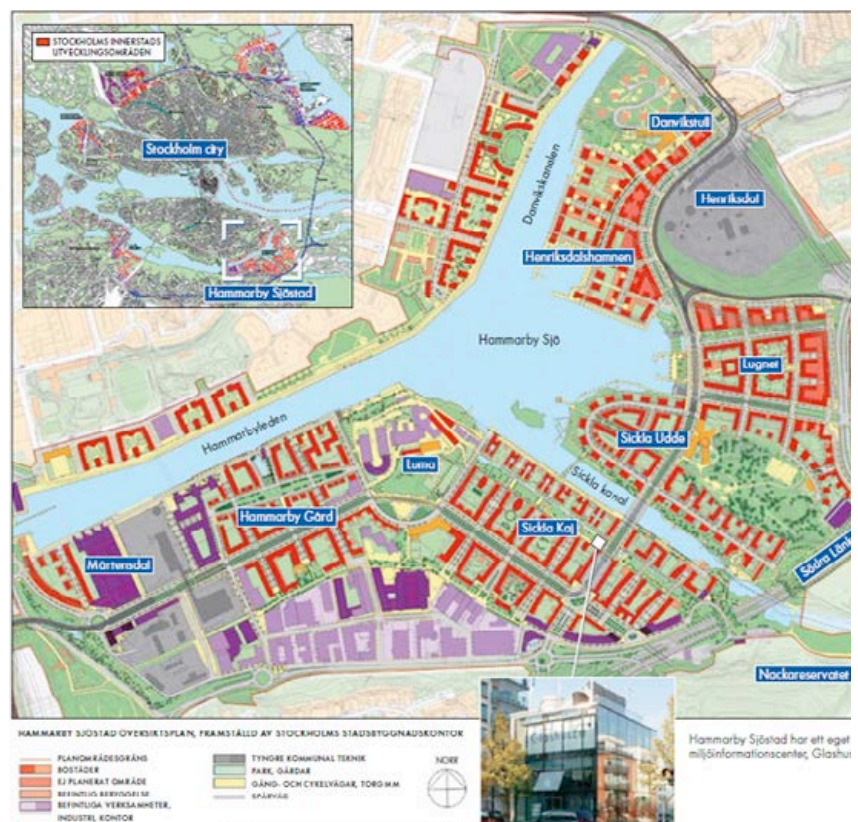 STOCKHOLMS INNERSTADS
UTVECKLINGSOMRÅDEN
Stockholm city
Hammarby Sjöstad
Danvikstull
Danvikskanalen
Henriksdal
Henriksdalshamnen
Hammarby Sjö
Lugnet
Hammarbyleden
Sickla Udde
Luma
Sickla kanal
Hammarby Gård
Sickla Kaj
Mårtensdal
Södra Länk
Nackareservatet
HAMMARBY SJÖSTAD ÖVERSIKTSPLAN, FRAMSTÄLLD AV STOCKHOLMS STADSBYGGNADSKONTOR
PLANOMRÅDESGRÄNS
BOSTÄDER
EJ PLANERAT OMRÅDE
BEFINTLIG BEBYGGELSE
BEFINTLIGA VERKSAMHETER,
INDUSTRI, KONTOR
TYNGRE KOMMUNAL TEKNIK
PARK, GÅRDAR
GÅNG- OCH CYKELVÄGAR, TORG MM
SPÅRVÄG
NORR
Hammarby Sjöstad har ett eget
miljöinformationscenter, Glashus